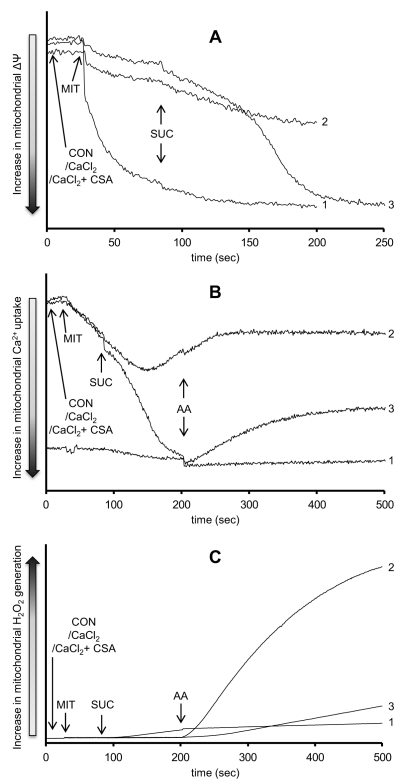 A
Increase in mitochondrial ΔΨ
MIT
SUC
CON
/CaCl₂
/CaCl₂+ CSA
2
1
3
0 50 100 150 200 250
time (sec)
B
Increase in mitochondrial Ca²⁺ uptake
MIT
SUC
CON
/CaCl₂
/CaCl₂+ CSA
AA
2
3
1
0 100 200 300 400 500
time (sec)
C
Increase in mitochondrial H₂O₂ generation
CON
/CaCl₂
/CaCl₂+ CSA
MIT
SUC
AA
2
3
1
0 100 200 300 400 500
time (sec)